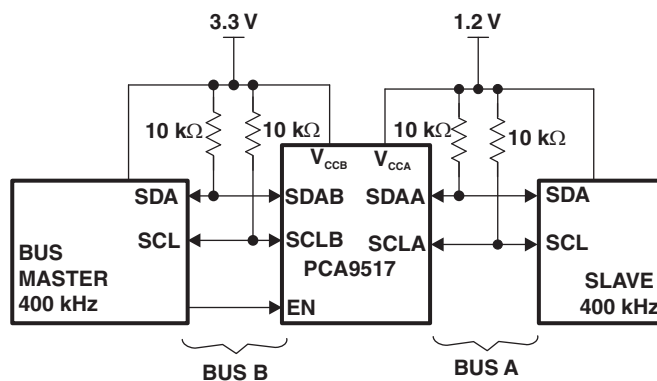 3.3 V
1.2 V
10 kΩ
10 kΩ
10 kΩ
10 kΩ
VCCB
VCCA
SDA
SDAB
SDAA
SDA
SCL
SCLB
SCLA
SCL
BUS
MASTER
400 kHz
PCA9517
EN
SLAVE
400 kHz
BUS B
BUS A